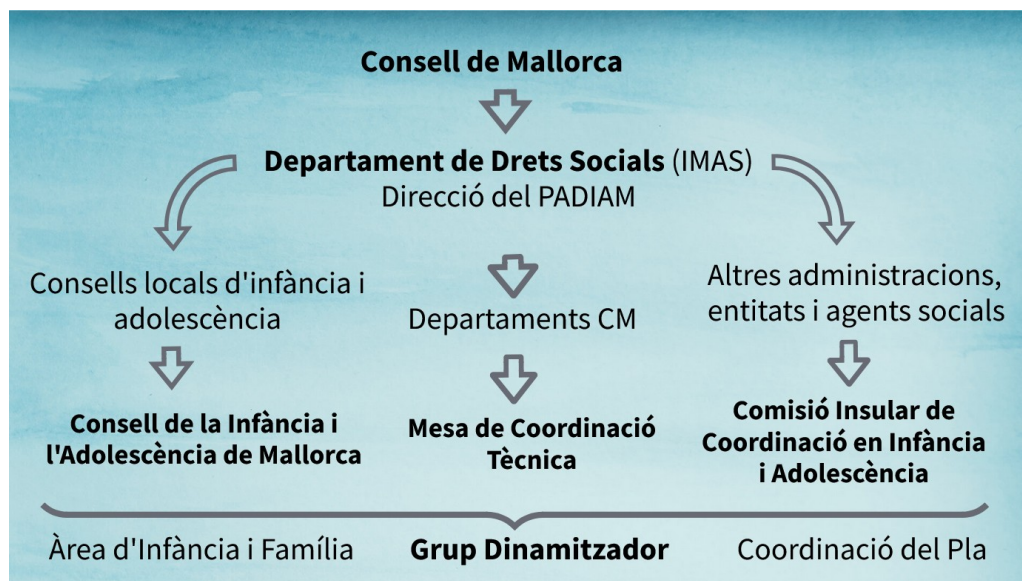 Consell de Mallorca
Departament de Drets Socials (IMAS)
Direcció del PADIAM
Consells locals d'infància i
adolescència
Departaments CM
Altres administracions,
entitats i agents socials
Consell de la Infància i
l'Adolescència de Mallorca
Mesa de Coordinació
Tècnica
Comisió Insular de
Coordinació en Infància
i Adolescència
Àrea d'Infància i Família
Grup Dinamitzador
Coordinació del Pla